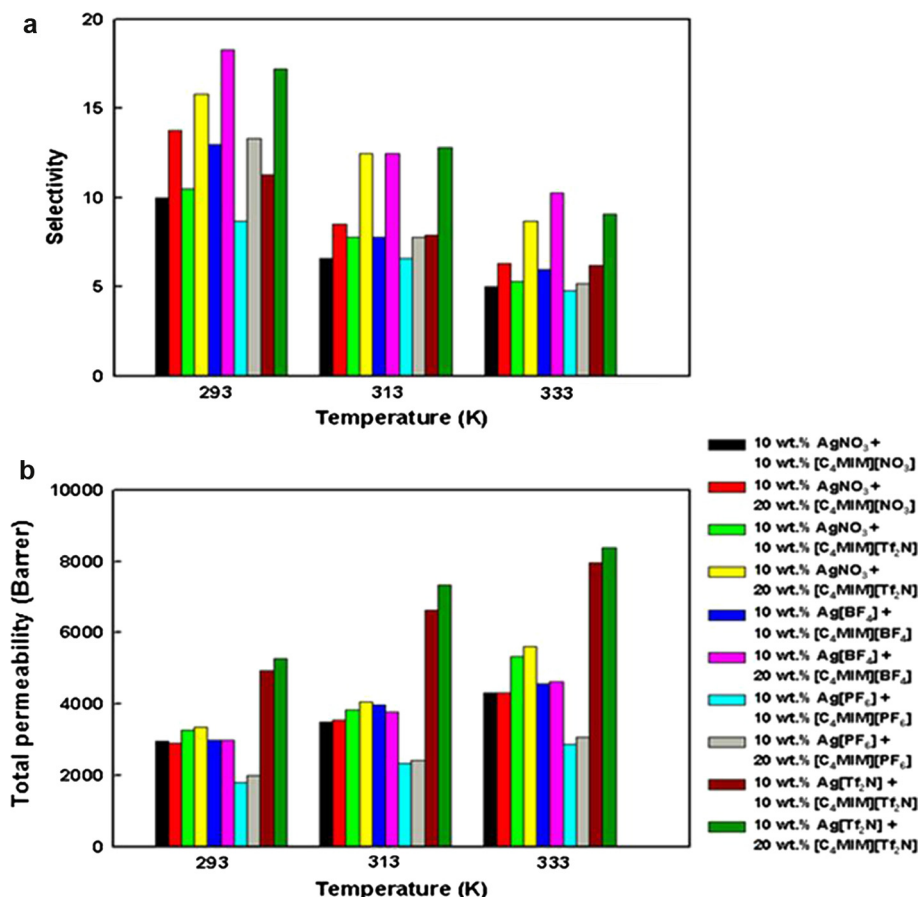 a
20
15
10
5
0
Selectivity
293 313 333
Temperature (K)
b
10000
8000
6000
4000
2000
0
Total permeability (Barrer)
293 313 333
Temperature (K)
10 wt.% AgNO₃ +
10 wt.% [C₄MIM][NO₃]
10 wt.% AgNO₃ +
20 wt.% [C₄MIM][NO₃]
10 wt.% AgNO₃ +
10 wt.% [C₄MIM][Tf₂N]
10 wt.% AgNO₃ +
20 wt.% [C₄MIM][Tf₂N]
10 wt.% Ag[BF₄] +
10 wt.% [C₄MIM][BF₄]
10 wt.% Ag[BF₄] +
20 wt.% [C₄MIM][BF₄]
10 wt.% Ag[PF₆] +
10 wt.% [C₄MIM][PF₆]
10 wt.% Ag[PF₆] +
20 wt.% [C₄MIM][PF₆]
10 wt.% Ag[Tf₂N] +
10 wt.% [C₄MIM][Tf₂N]
10 wt.% Ag[Tf₂N] +
20 wt.% [C₄MIM][Tf₂N]